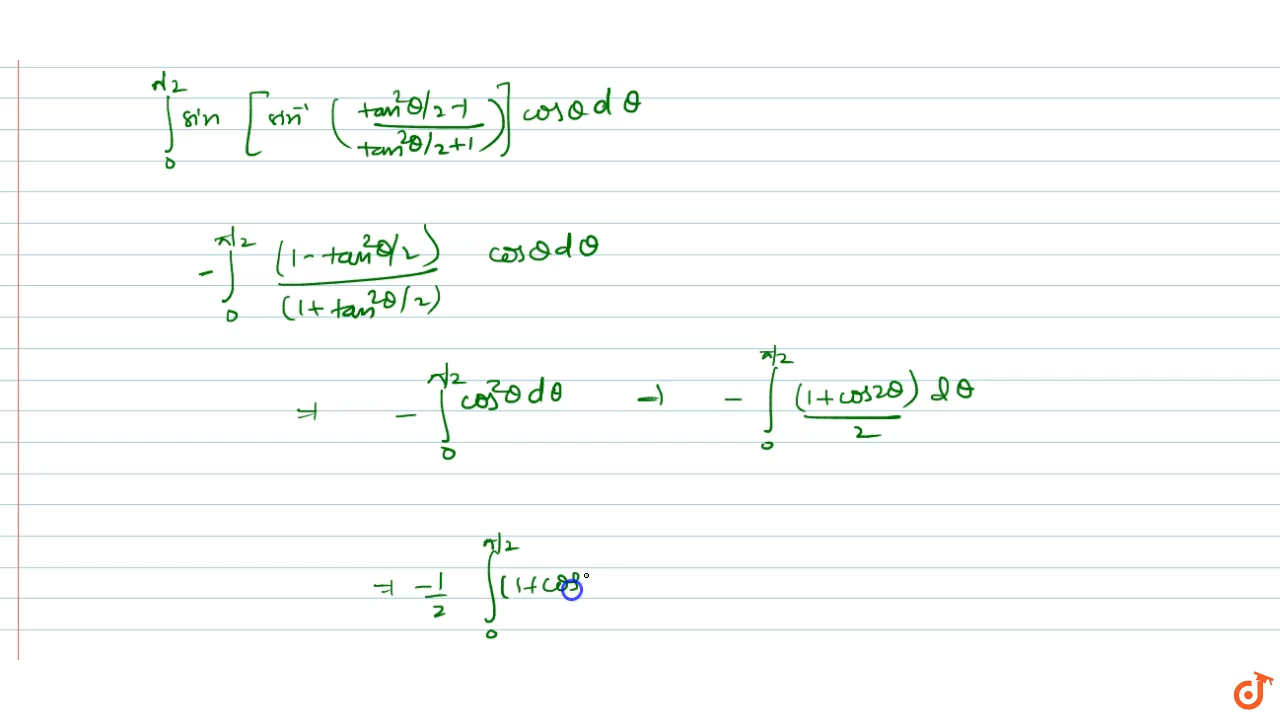 ∫₀^(π/2) sin [ sin⁻¹ ( (tan²θ/2 - 1) / (tan²θ/2 + 1) ) ] cosθ dθ
- ∫₀^(π/2) (1 - tan²θ/2) / (1 + tan²θ/2) cosθ dθ
⇒ - ∫₀^(π/2) cos²θ dθ → - ∫₀^(π/2) (1 + cos2θ) / 2 dθ
⇒ -1/2 ∫₀^(π/2) (1 + cos